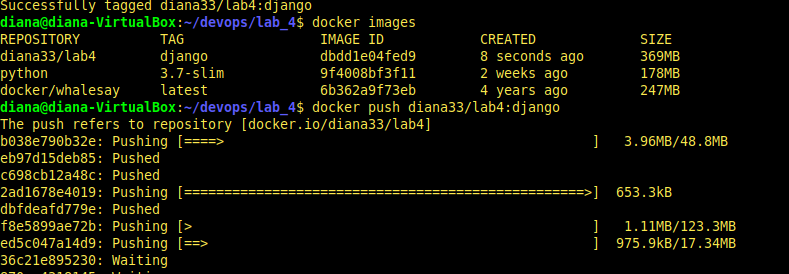 Successfully tagged diana33/lab4:django
diana@diana-VirtualBox:~/devops/lab_4$ docker images
REPOSITORY TAG IMAGE ID CREATED SIZE
diana33/lab4 django dbdd1e04fed9 8 seconds ago 369MB
python 3.7-slim 9f4008bf3f11 2 weeks ago 178MB
docker/whalesay latest 6b362a9f73eb 4 years ago 247MB
diana@diana-VirtualBox:~/devops/lab_4$ docker push diana33/lab4:django
The push refers to repository [docker.io/diana33/lab4]
b038e790b32e: Pushing [====> ] 3.96MB/48.8MB
eb97d15deb85: Pushed
c698cb12a48c: Pushed
2ad1678e4019: Pushing [==================================================>] 653.3kB
dbfdeafd779e: Pushed
f8e5899ae72b: Pushing [> ] 1.11MB/123.3MB
ed5c047a14d9: Pushing [==> ] 975.9kB/17.34MB
36c21e895230: Waiting